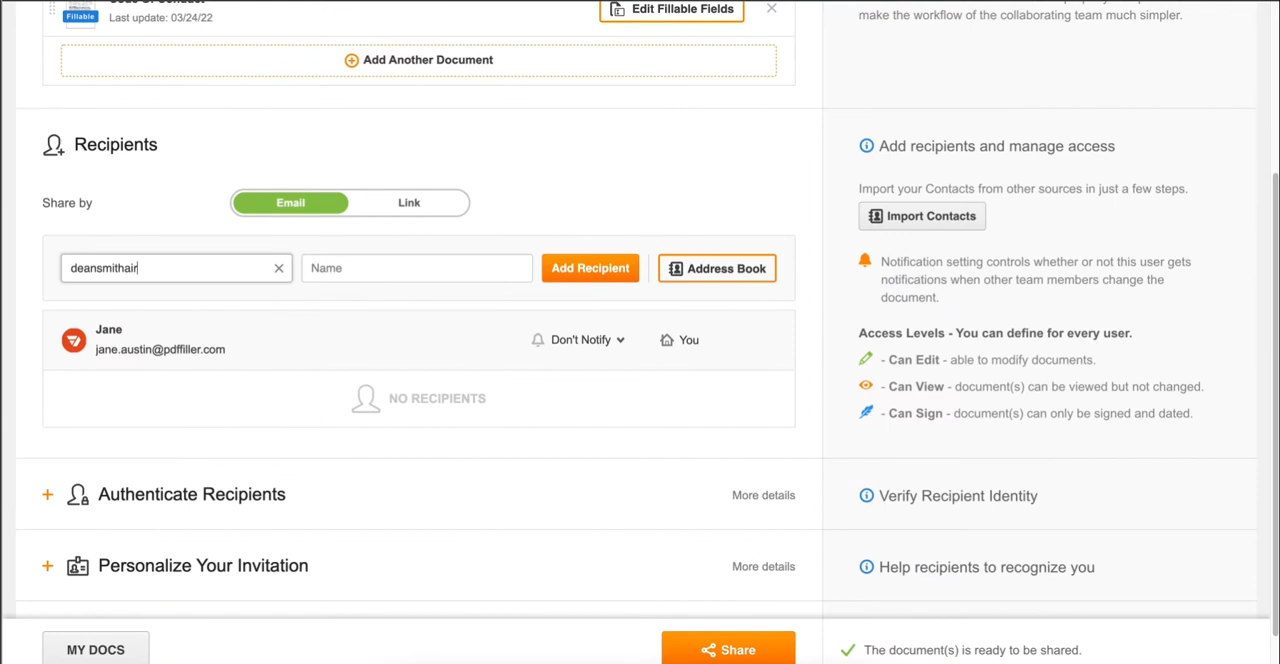 Fillable
Last update: 03/24/22
Edit Fillable Fields
make the workflow of the collaborating team much simpler.
Add Another Document
Recipients
Share by
Email
Link
deansmithair
Name
Add Recipient
Address Book
Jane
jane.austin@pdffiller.com
Don't Notify
You
NO RECIPIENTS
Add recipients and manage access
Import your Contacts from other sources in just a few steps.
Import Contacts
Notification setting controls whether or not this user gets
notifications when other team members change the
document.
Access Levels - You can define for every user.
- Can Edit - able to modify documents.
- Can View - document(s) can be viewed but not changed.
- Can Sign - document(s) can only be signed and dated.
Authenticate Recipients
More details
Verify Recipient Identity
Personalize Your Invitation
More details
Help recipients to recognize you
MY DOCS
Share
The document(s) is ready to be shared.